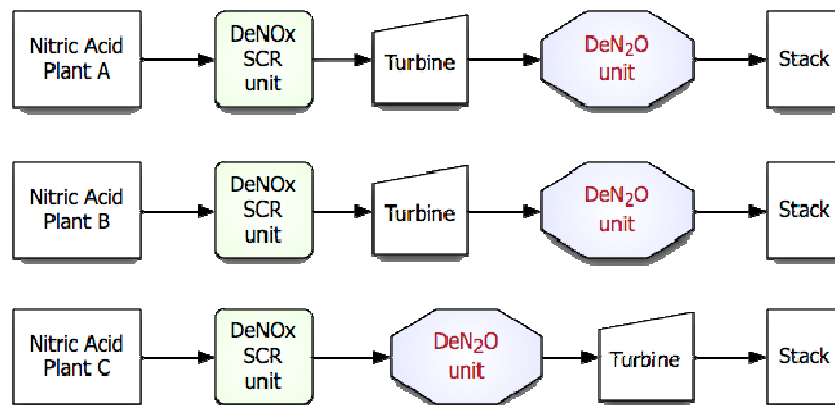 Nitric Acid
Plant A
DeNOx
SCR
unit
Turbine
DeN₂O
unit
Stack
Nitric Acid
Plant B
DeNOx
SCR
unit
Turbine
DeN₂O
unit
Stack
Nitric Acid
Plant C
DeNOx
SCR
unit
DeN₂O
unit
Turbine
Stack